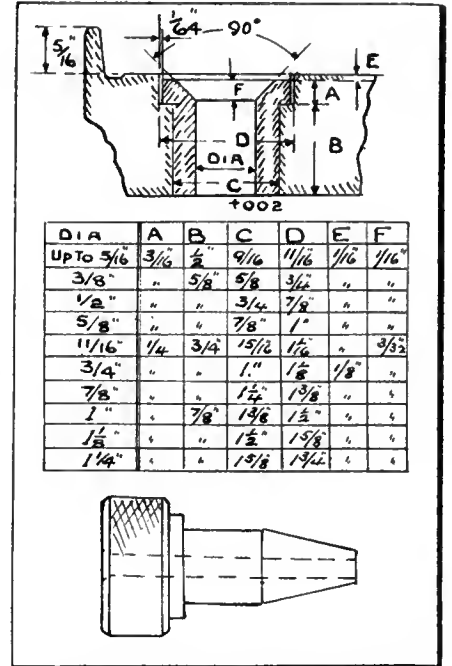 1/64" 90°
5/16"
E
F
A
D
B
DIA
C
+002
DIA A B C D E F
Up To 5/16" 3/16" 1/2" 9/16 11/16" 1/16" 1/16"
3/8" " 5/8" 5/8 3/4" " "
1/2" " " 3/4 7/8" " "
5/8" " " 7/8" 1" " "
11/16" 1/4 3/4" 15/16 1 1/16" " 3/32"
3/4" " " 1." 1 1/8 1/8" "
7/8" " " 1 1/4" 1 3/8" " "
1" " 7/8" 1 3/8 1 1/2" " "
1 1/8" " " 1 1/2" 1 5/8" " "
1 1/4" " " 1 5/8 1 3/4" " "